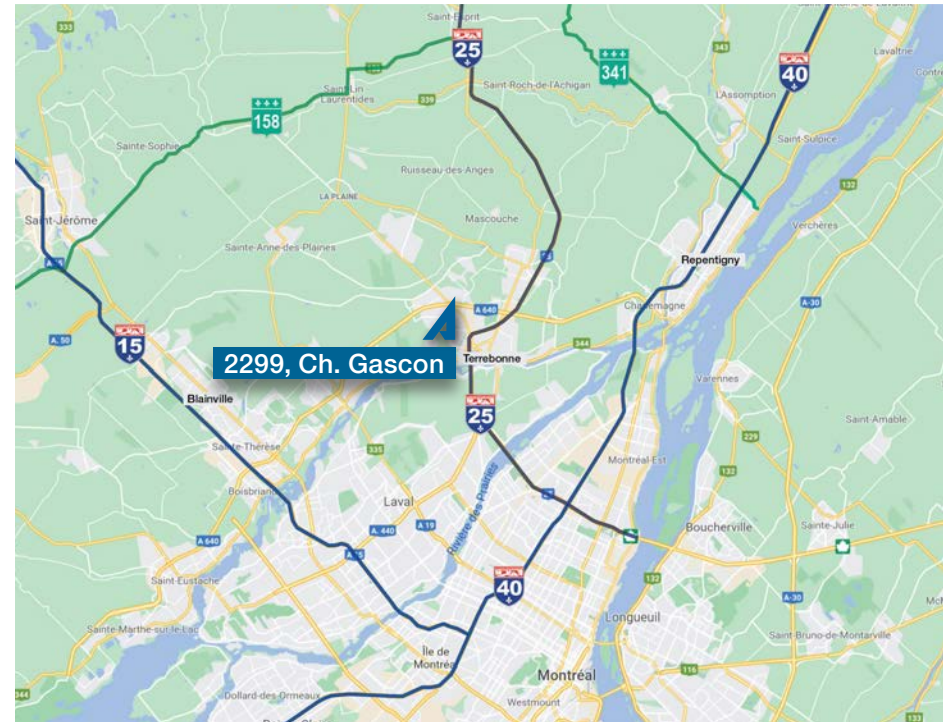 Saint-Esprit
333
25
341
40
343
Lavaltrie
Saint-Lin
Laurentides
Saint-Roch-de-l'Achigan
339
L'Assomption
158
Sainte-Sophie
Saint-Sulpice
Ruisseau-des-Anges
132
LA PLAINE
Saint-Jérôme
Mascouche
Verchères
Sainte-Anne-des-Plaines
Repentigny
A-30
A 640
Charlemagne
A. 50
15
2299, Ch. Gascon
Terrebonne
344
Varennes
Blainville
25
335
Saint-Amable
229
Sainte-Thérèse
Montréal-Est
132
Boisbriand
Laval
Rivière des Prairies
A 19
A. 440
Boucherville
Sainte-Julie
A 640
Saint-Eustache
40
132
A-30
Longueuil
Sainte-Marthe-sur-le-Lac
Saint-Bruno-de-Montarville
Île de
Montréal
116
Montréal
344
Dollard-des-Ormeaux
Westmount
133